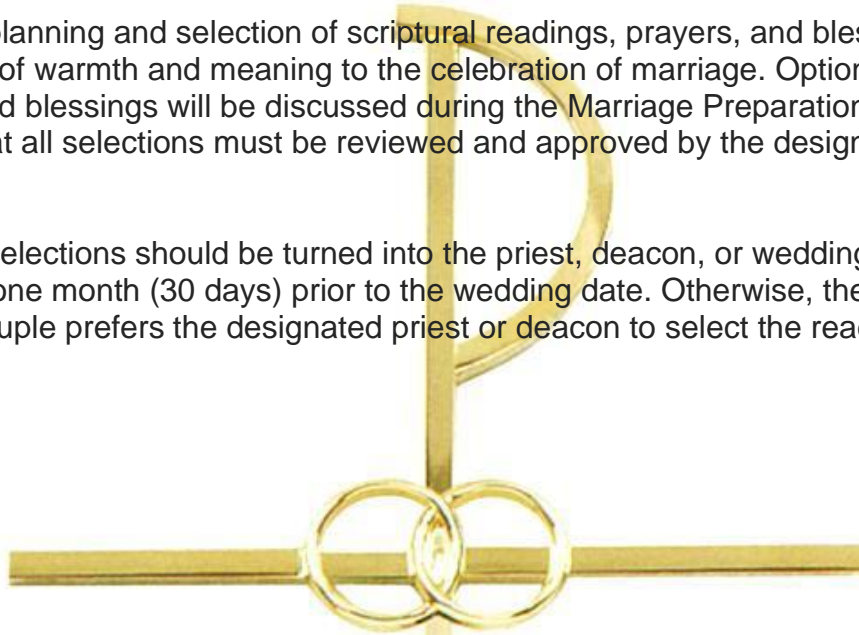 lanning and selection of scriptural readings, prayers, and bles
of warmth and meaning to the celebration of marriage. Option
d blessings will be discussed during the Marriage Preparation
at all selections must be reviewed and approved by the design
elections should be turned into the priest, deacon, or wedding
one month (30 days) prior to the wedding date. Otherwise, the
uple prefers the designated priest or deacon to select the rea